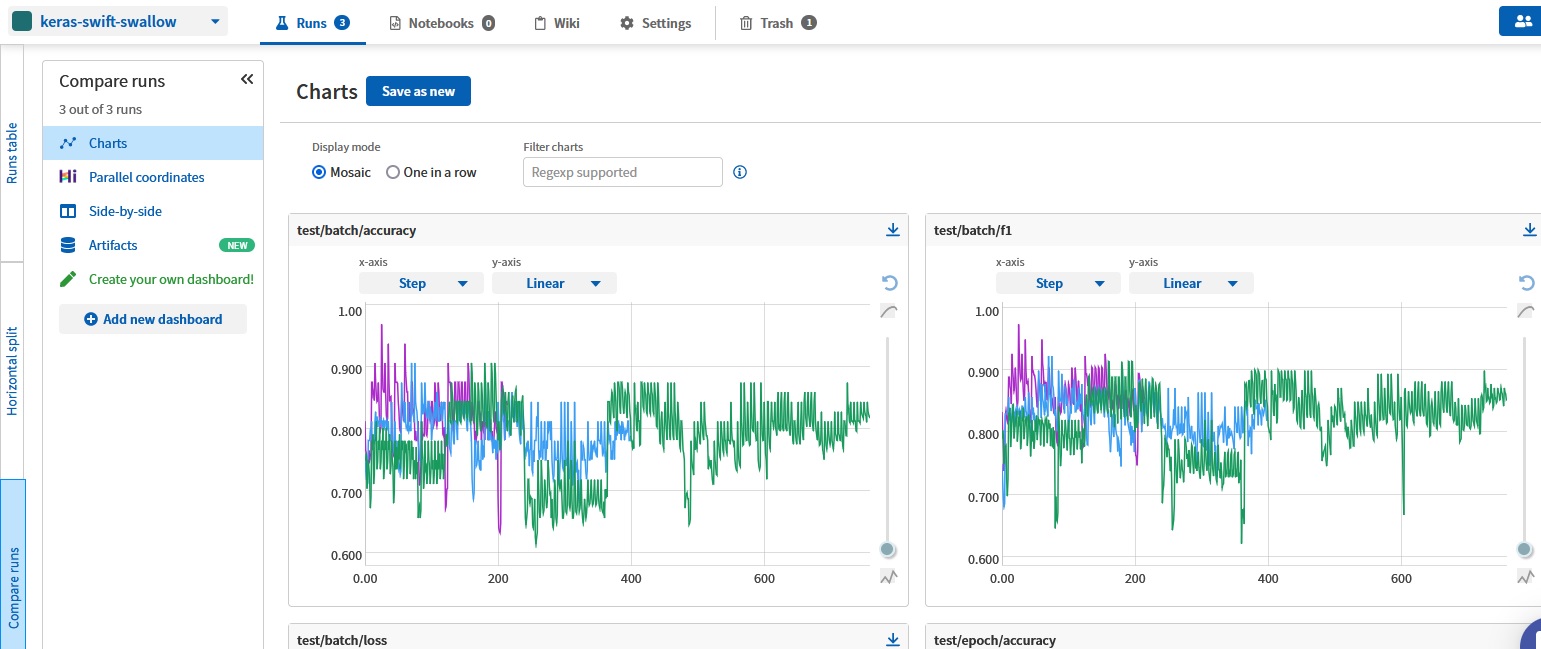 keras-swift-swallow
Runs 3
Notebooks 0
Wiki
Settings
Trash 1
Runs table
Horizontal split
Compare runs
Compare runs
3 out of 3 runs
Charts
Parallel coordinates
Side-by-side
Artifacts NEW
Create your own dashboard!
Add new dashboard
Charts
Save as new
Display mode
Mosaic
One in a row
Filter charts
Regexp supported
test/batch/accuracy
x-axis
y-axis
Step
Linear
1.00
0.900
0.800
0.700
0.600
0.00
200
400
600
test/batch/f1
x-axis
y-axis
Step
Linear
1.00
0.900
0.800
0.700
0.600
0.00
200
400
600
test/batch/loss
test/epoch/accuracy